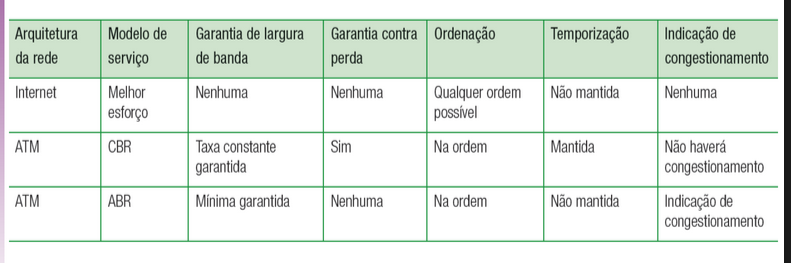 Arquitetura da rede | Modelo de serviço | Garantia de largura de banda | Garantia contra perda | Ordenação | Temporização | Indicação de congestionamento
Internet | Melhor esforço | Nenhuma | Nenhuma | Qualquer ordem possível | Não mantida | Nenhuma
ATM | CBR | Taxa constante garantida | Sim | Na ordem | Mantida | Não haverá congestionamento
ATM | ABR | Mínima garantida | Nenhuma | Na ordem | Não mantida | Indicação de congestionamento